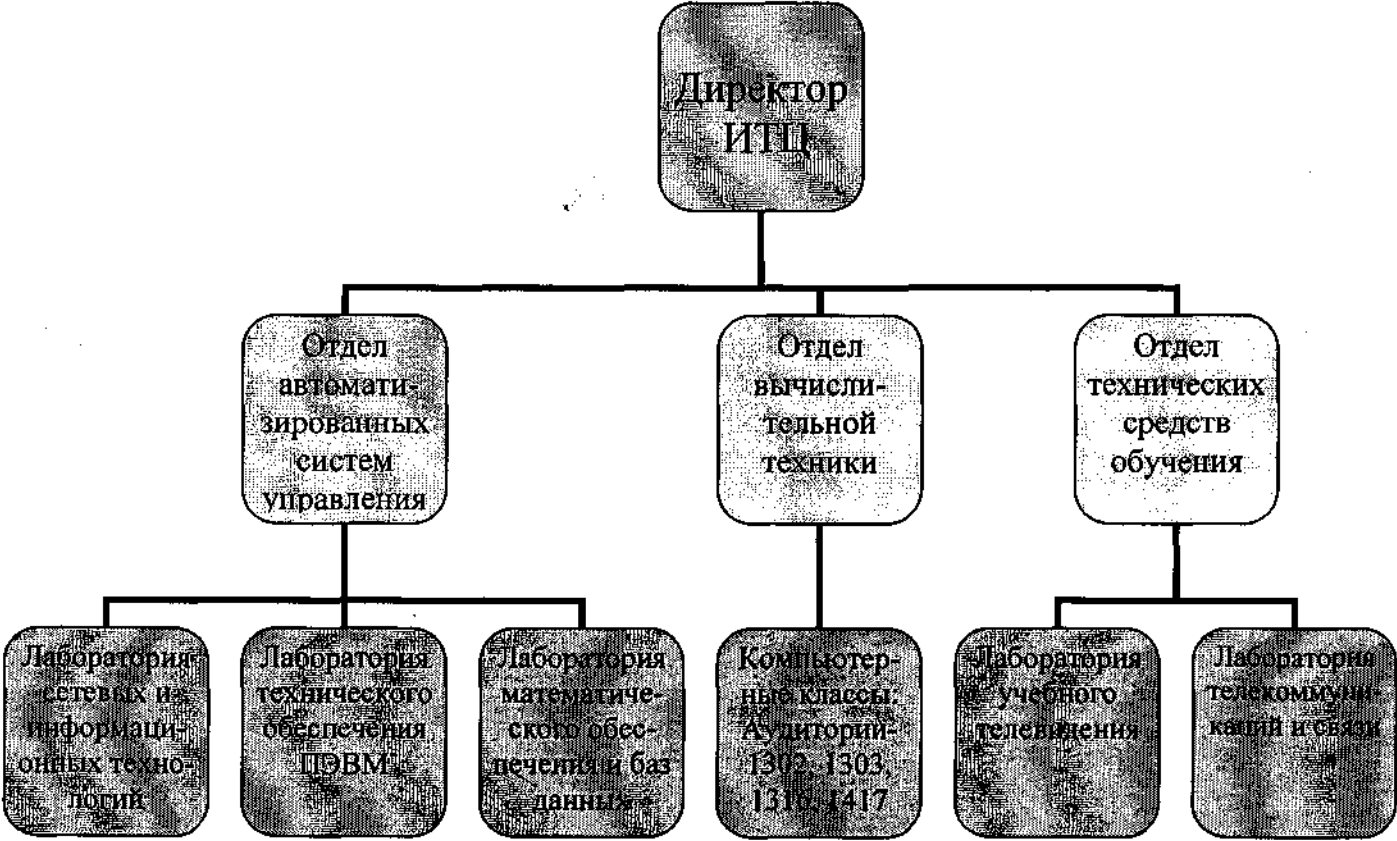 Директор
ИТЦ
Отдел
автомати-
зированных
систем
управления
Отдел
вычисли-
тельной
техники
Отдел
технических
средств
обучения
Лаборатория
сетевых и
информаци-
онных техно-
логий
Лаборатория
технического
обеспечения
ПЭВМ
Лаборатория
математиче-
ского обес-
печения и баз
данных
Компьютер-
ные классы:
Аудитории
1302, 1303,
1316, 1417
Лаборатория
учебного
телевидения
Лаборатория
телекоммуни-
каций и связи